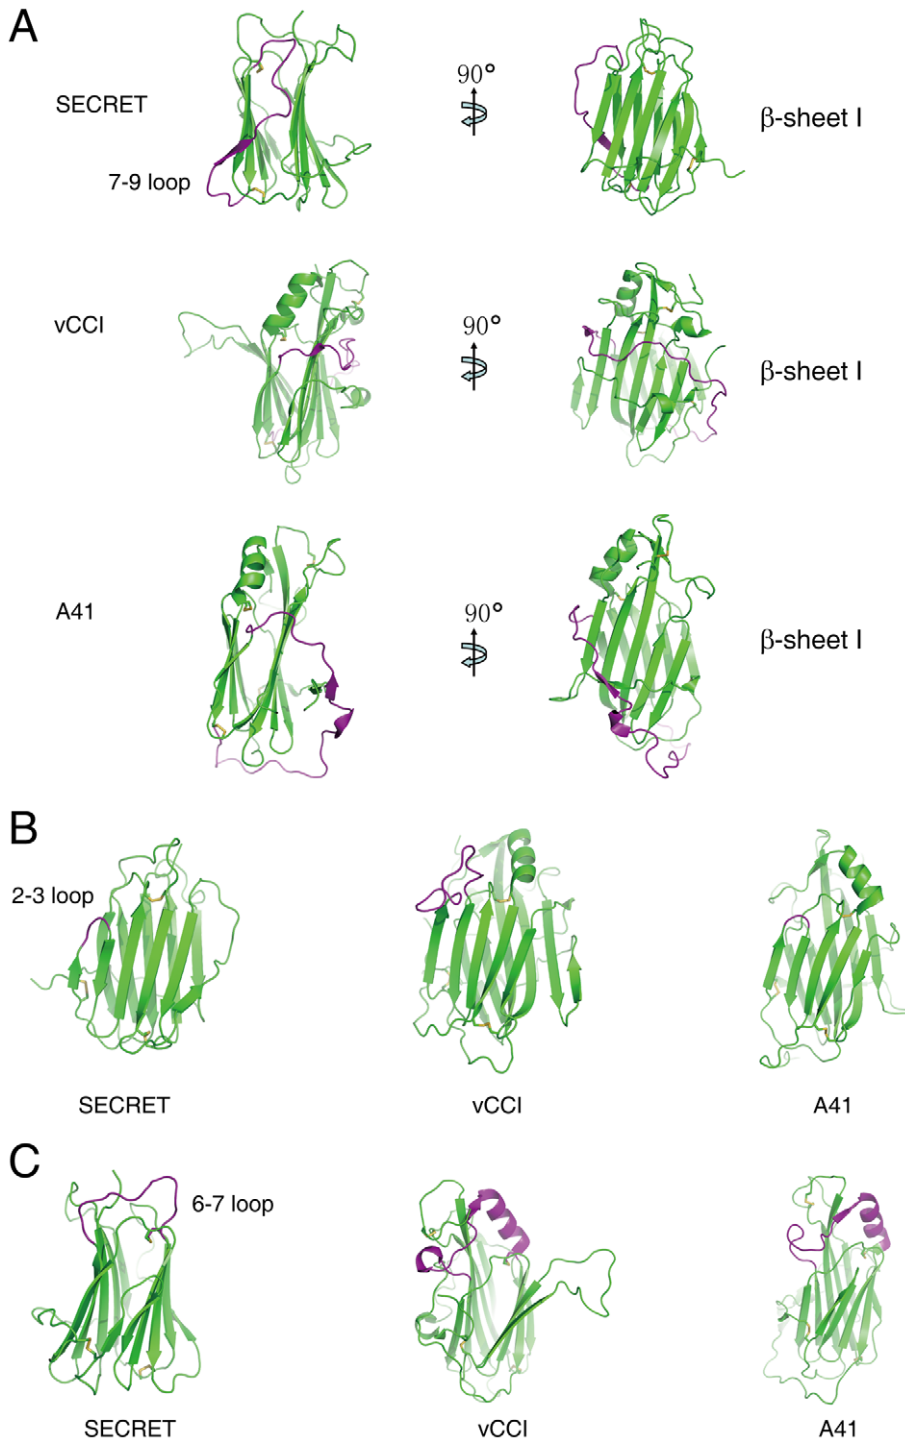 A
SECRET
90°
β-sheet I
7-9 loop
vCCI
90°
β-sheet I
A41
90°
β-sheet I
B
2-3 loop
SECRET
vCCI
A41
C
6-7 loop
SECRET
vCCI
A41